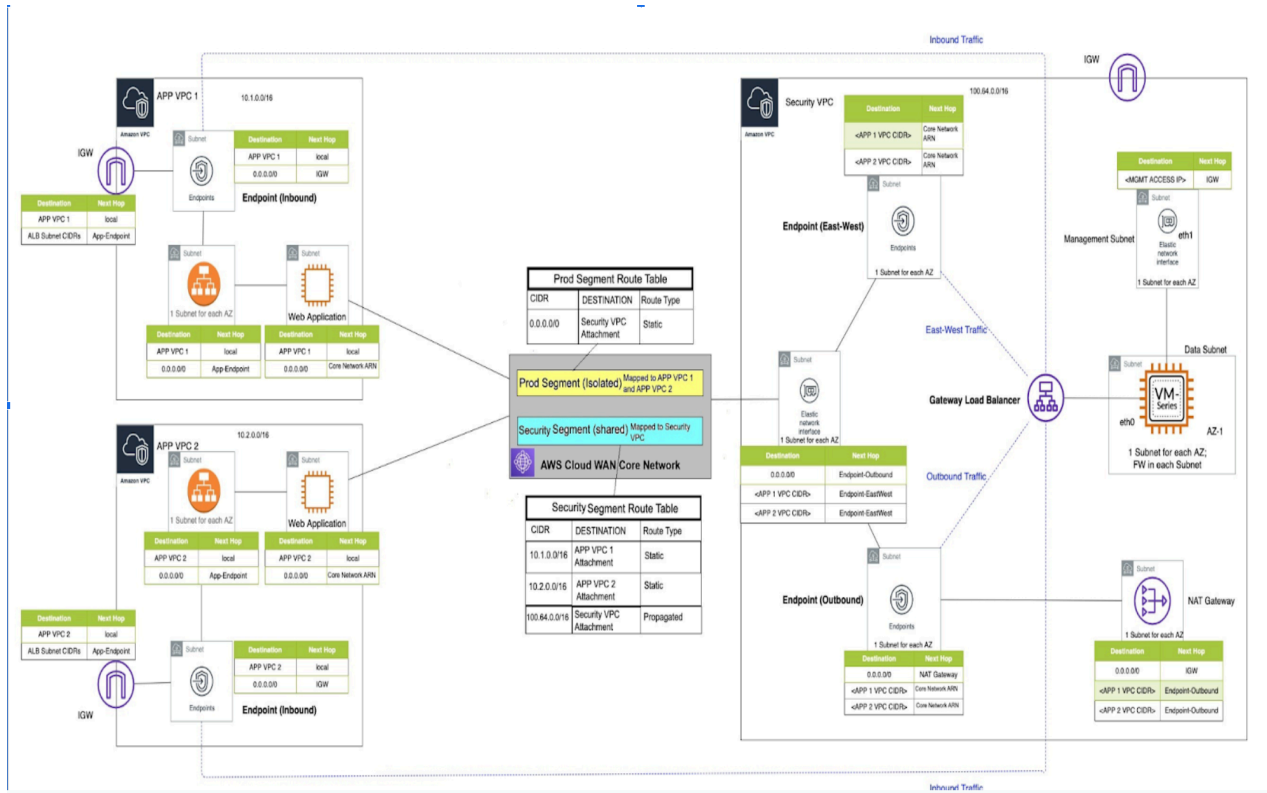 Inbound Traffic
IGW
APP VPC 1
10.1.0.0/16
Amazon VPC
Subnet
Endpoints
Destination Next Hop
APP VPC 1 local
0.0.0.0/0 IGW
Endpoint (Inbound)
IGW
Destination Next Hop
APP VPC 1 local
ALB Subnet CIDRs App-Endpoint
Subnet
1 Subnet for each AZ
Subnet
Web Application
Destination Next Hop
APP VPC 1 local
0.0.0.0/0 App-Endpoint
Destination Next Hop
APP VPC 1 local
0.0.0.0/0 Core Network ARN
APP VPC 2
10.2.0.0/16
Amazon VPC
Subnet
1 Subnet for each AZ
Subnet
Web Application
Destination Next Hop
APP VPC 2 local
0.0.0.0/0 App-Endpoint
Destination Next Hop
APP VPC 2 local
0.0.0.0/0 Core Network ARN
Destination Next Hop
APP VPC 2 local
ALB Subnet CIDRs App-Endpoint
IGW
Subnet
Endpoints
Destination Next Hop
APP VPC 2 local
0.0.0.0/0 IGW
Endpoint (Inbound)
Prod Segment Route Table
CIDR DESTINATION Route Type
0.0.0.0/0 Security VPC Attachment Static
Prod Segment (Isolated) Mapped to APP VPC 1
and APP VPC 2
Security Segment (shared) Mapped to Security
VPC
AWS Cloud WAN Core Network
Security Segment Route Table
CIDR DESTINATION Route Type
10.1.0.0/16 APP VPC 1 Attachment Static
10.2.0.0/16 APP VPC 2 Attachment Static
100.64.0.0/16 Security VPC Attachment Propagated
Security VPC
100.64.0.0/16
Amazon VPC
Destination Next Hop
<APP 1 VPC CIDR> Core Network ARN
<APP 2 VPC CIDR> Core Network ARN
Subnet
Endpoint (East-West)
Endpoints
1 Subnet for each AZ
East-West Traffic
Subnet
Elastic
network
interface
1 Subnet for each AZ
Destination Next Hop
0.0.0.0/0 Endpoint-Outbound
<APP 1 VPC CIDR> Endpoint-EastWest
<APP 2 VPC CIDR> Endpoint-EastWest
Gateway Load Balancer
Outbound Traffic
Subnet
Endpoint (Outbound)
Endpoints
1 Subnet for each AZ
Destination Next Hop
0.0.0.0/0 NAT Gateway
<APP 1 VPC CIDR> Core Network ARN
<APP 2 VPC CIDR> Core Network ARN
Destination Next Hop
<MGMT ACCESS IP> IGW
Subnet
Management Subnet
eth1
Elastic
network
interface
1 Subnet for each AZ
Data Subnet
Subnet
VM-
Series
eth0
AZ-1
1 Subnet for each AZ;
FW in each Subnet
Subnet
NAT Gateway
1 Subnet for each AZ
Destination Next Hop
0.0.0.0/0 IGW
<APP 1 VPC CIDR> Endpoint-Outbound
<APP 2 VPC CIDR> Endpoint-Outbound
Inbound Traffic